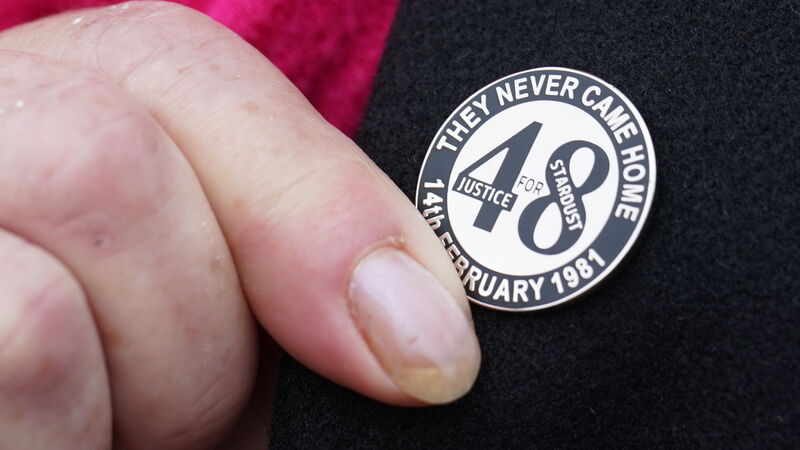 THEY NEVER CAME HOME
48
JUSTICE FOR STARDUST
14th FEBRUARY 1981